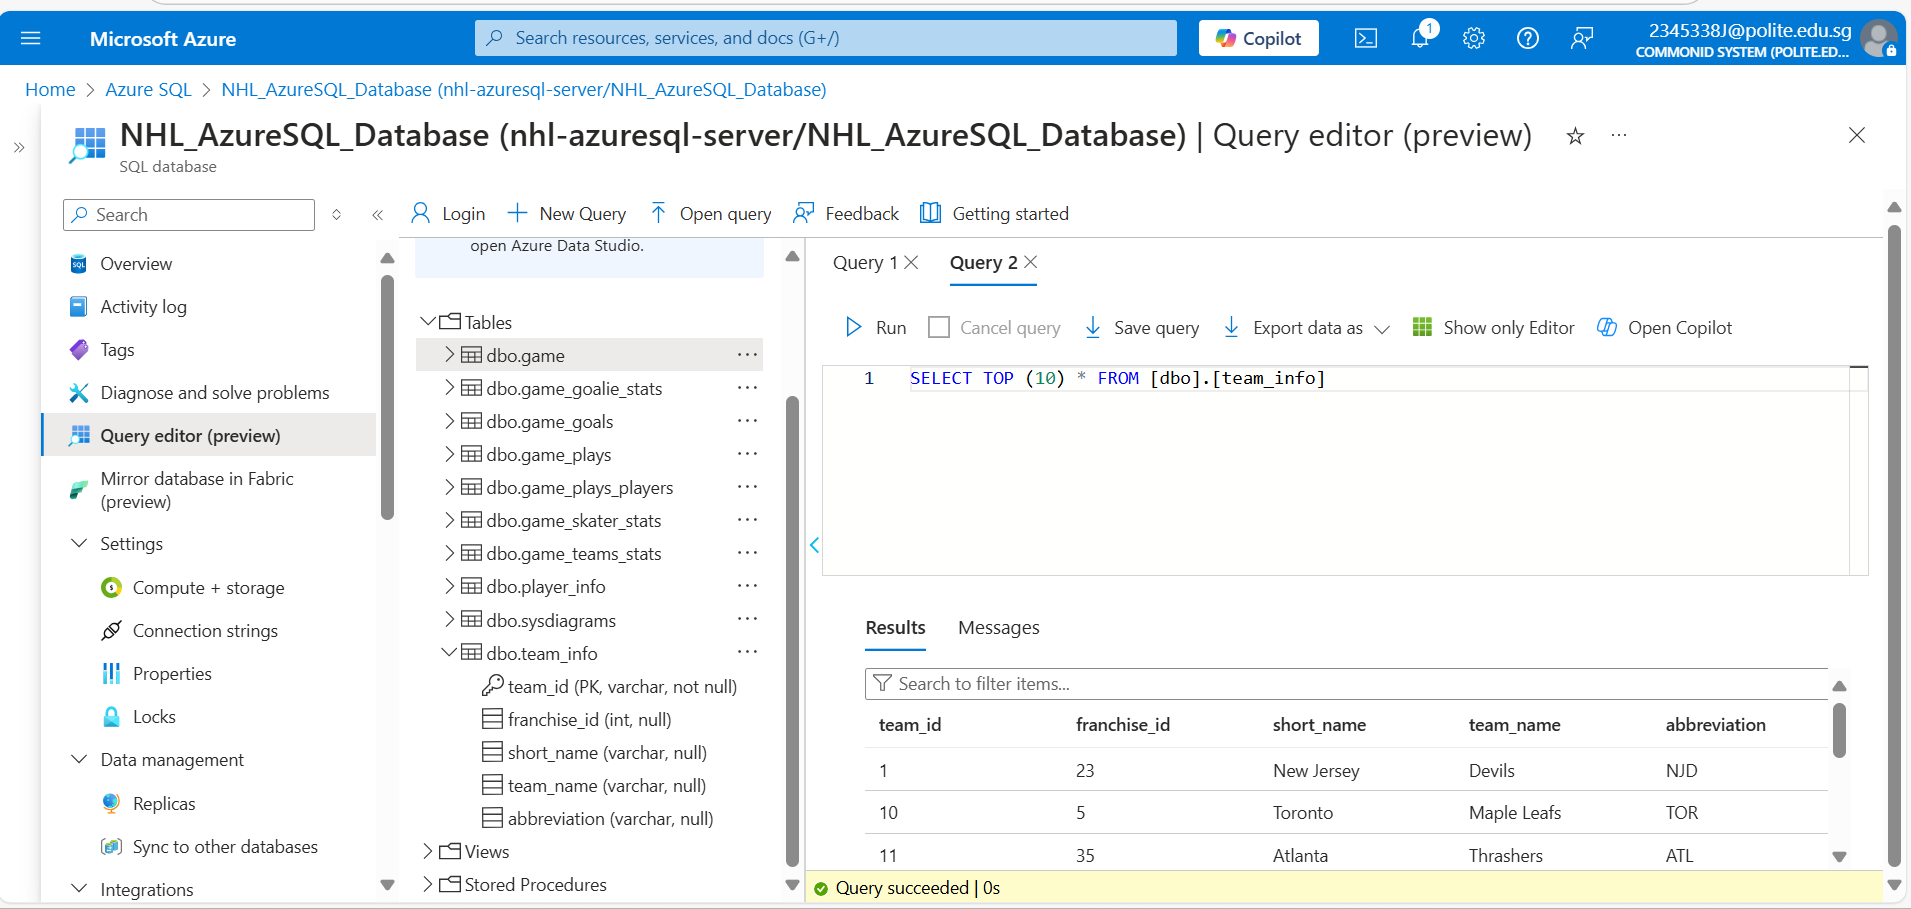 Microsoft Azure
Search resources, services, and docs (G+/)
Copilot
1
2345338J@polite.edu.sg
COMMONID SYSTEM (POLITE.ED...
Home > Azure SQL > NHL_AzureSQL_Database (nhl-azuresql-server/NHL_AzureSQL_Database)
NHL_AzureSQL_Database (nhl-azuresql-server/NHL_AzureSQL_Database) | Query editor (preview)
SQL database
Search
Overview
Activity log
Tags
Diagnose and solve problems
Query editor (preview)
Mirror database in Fabric
(preview)
Settings
Compute + storage
Connection strings
Properties
Locks
Data management
Replicas
Sync to other databases
Integrations
Login
New Query
Open query
Feedback
Getting started
open Azure Data Studio.
Tables
dbo.game
dbo.game_goalie_stats
dbo.game_goals
dbo.game_plays
dbo.game_plays_players
dbo.game_skater_stats
dbo.game_teams_stats
dbo.player_info
dbo.sysdiagrams
dbo.team_info
team_id (PK, varchar, not null)
franchise_id (int, null)
short_name (varchar, null)
team_name (varchar, null)
abbreviation (varchar, null)
Views
Stored Procedures
Query 1
Query 2
Run
Cancel query
Save query
Export data as
Show only Editor
Open Copilot
1 SELECT TOP (10) * FROM [dbo].[team_info]
Results
Messages
Search to filter items...
team_id franchise_id short_name team_name abbreviation
1 23 New Jersey Devils NJD
10 5 Toronto Maple Leafs TOR
11 35 Atlanta Thrashers ATL
Query succeeded | 0s